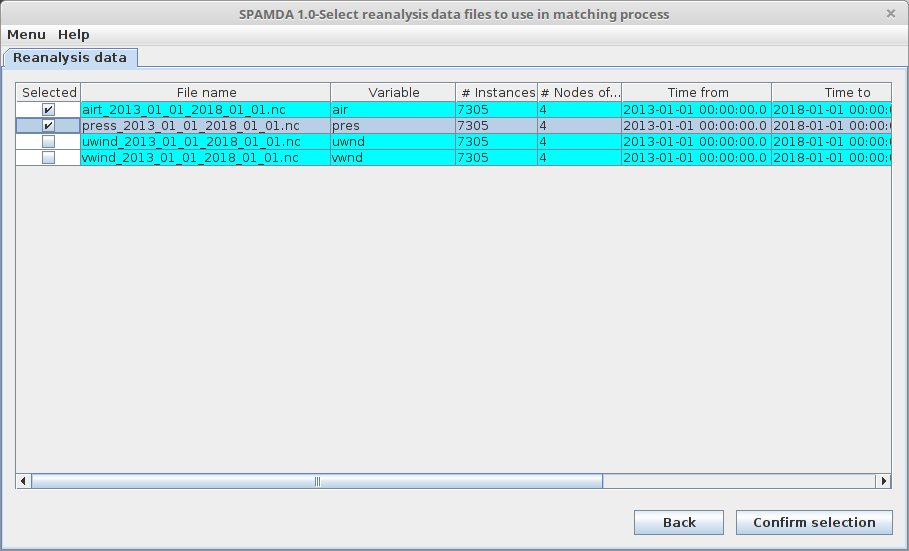 SPAMDA 1.0-Select reanalysis data files to use in matching process
Menu Help
Reanalysis data
Selected File name Variable # Instances # Nodes of... Time from Time to
airt_2013_01_01_2018_01_01.nc air 7305 4 2013-01-01 00:00:00.0 2018-01-01 00:00:
press_2013_01_01_2018_01_01.nc pres 7305 4 2013-01-01 00:00:00.0 2018-01-01 00:00:
uwind_2013_01_01_2018_01_01.nc uwnd 7305 4 2013-01-01 00:00:00.0 2018-01-01 00:00:
vwind_2013_01_01_2018_01_01.nc vwnd 7305 4 2013-01-01 00:00:00.0 2018-01-01 00:00:
Back Confirm selection